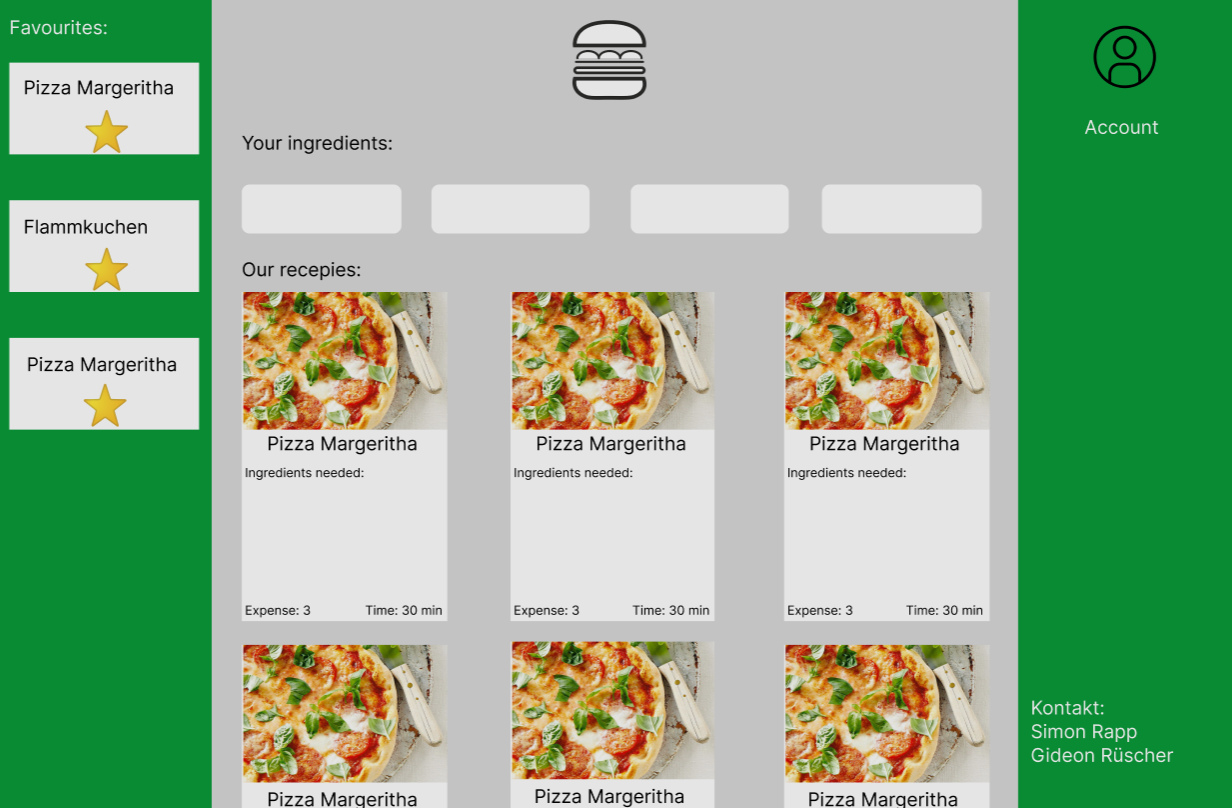 Favourites:
Pizza Margeritha
Flammkuchen
Pizza Margeritha
Your ingredients:
Our recepies:
Pizza Margeritha
Ingredients needed:
Expense: 3 Time: 30 min
Pizza Margeritha
Ingredients needed:
Expense: 3 Time: 30 min
Pizza Margeritha
Ingredients needed:
Expense: 3 Time: 30 min
Pizza Margeritha
Pizza Margeritha
Pizza Margeritha
Account
Kontakt:
Simon Rapp
Gideon Rüscher